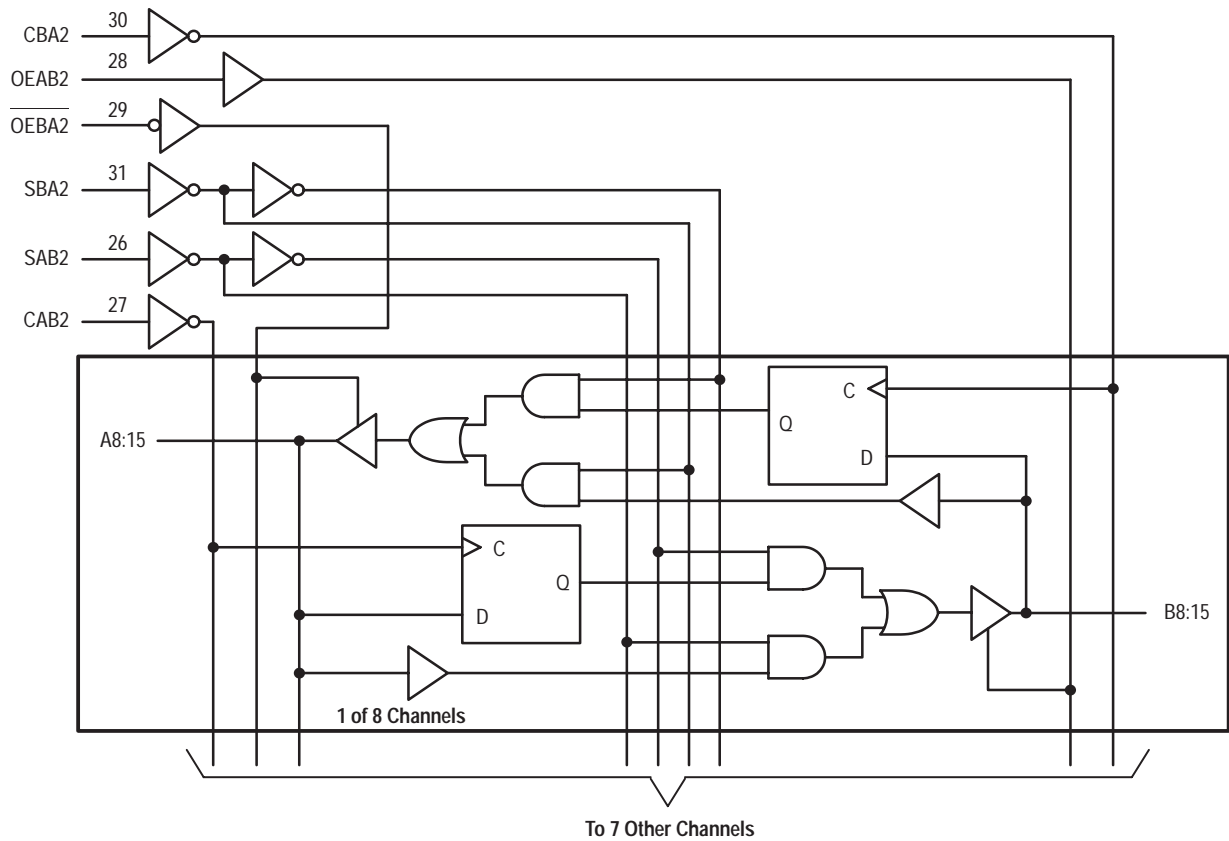 CBA2
30
OEAB2
28
OEBA2
29
SBA2
31
SAB2
26
CAB2
27
C
Q
D
A8:15
C
Q
D
B8:15
1 of 8 Channels
To 7 Other Channels